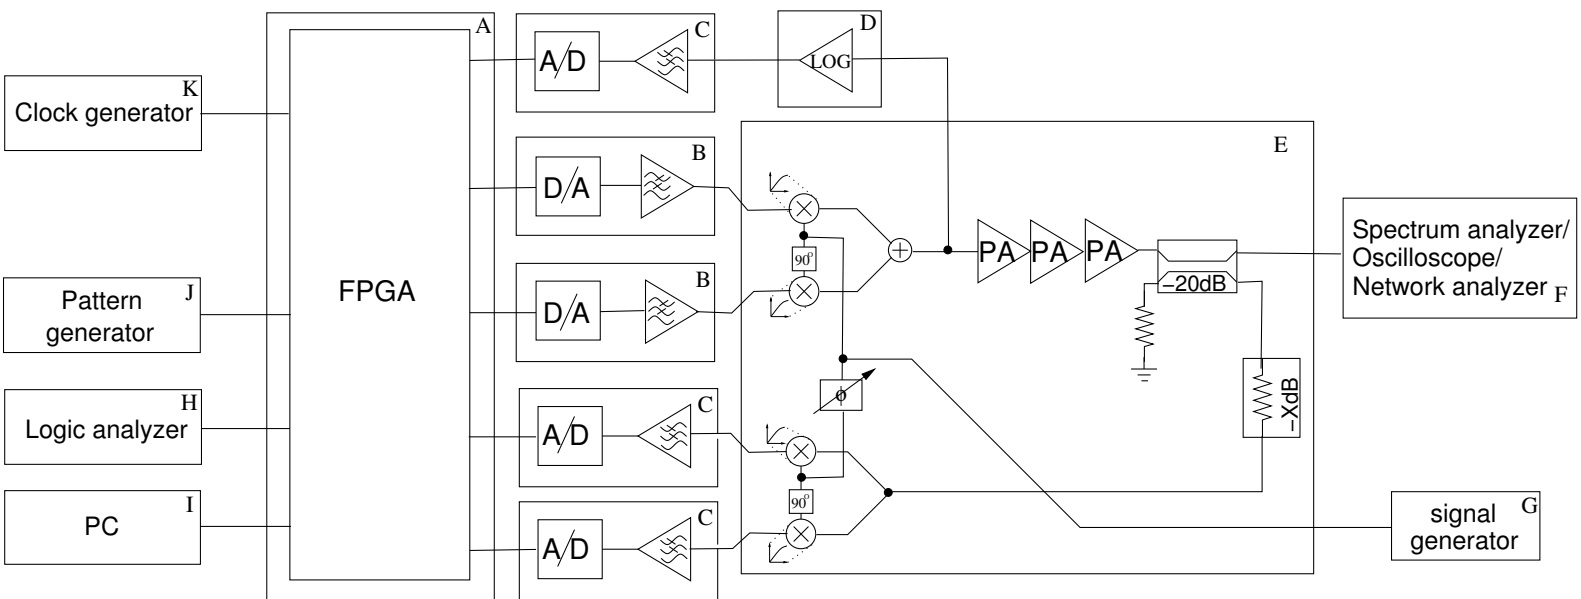 A
C
D
A/D
LOG
K
Clock generator
B
D/A
E
90°
PA PA PA
Spectrum analyzer/
Oscilloscope/
Network analyzer F
-20dB
J
Pattern
generator
FPGA
B
D/A
ϕ
-XdB
H
Logic analyzer
C
A/D
90°
I
PC
C
A/D
G
signal
generator